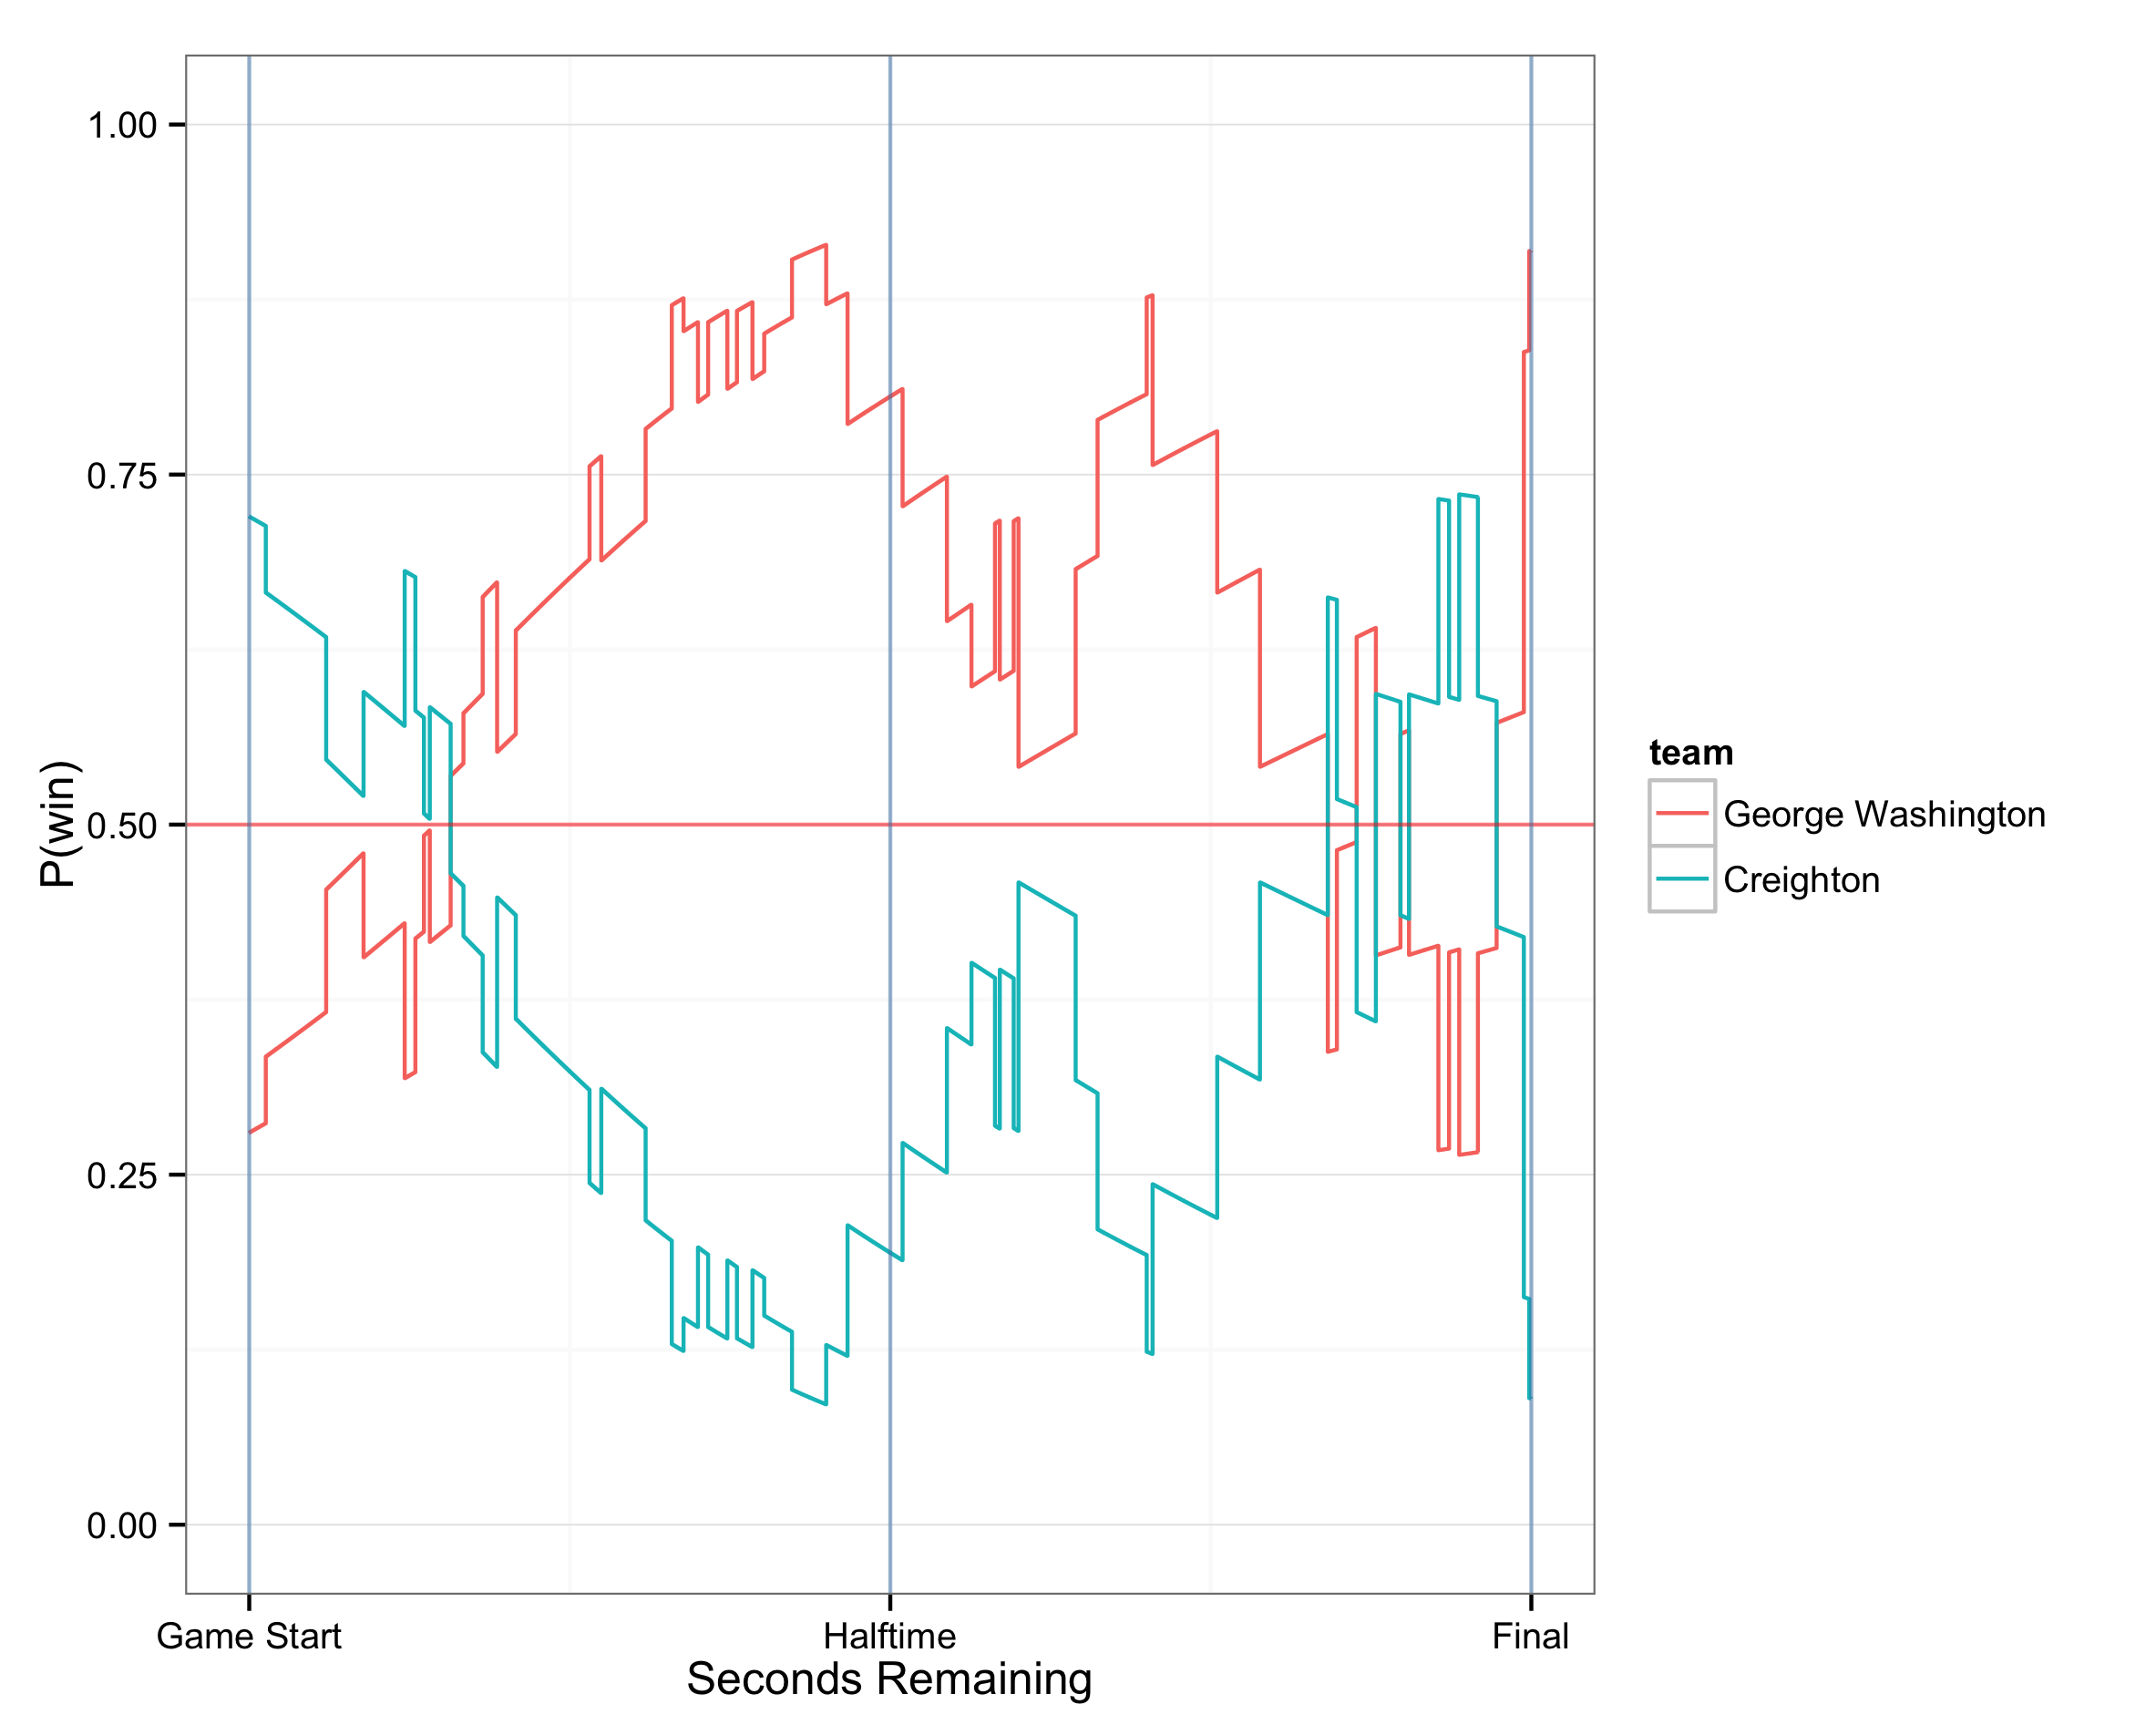 1.00
0.75
0.50
0.25
0.00
P(win)
Game Start
Halftime
Final
Seconds Remaining
team
George Washington
Creighton